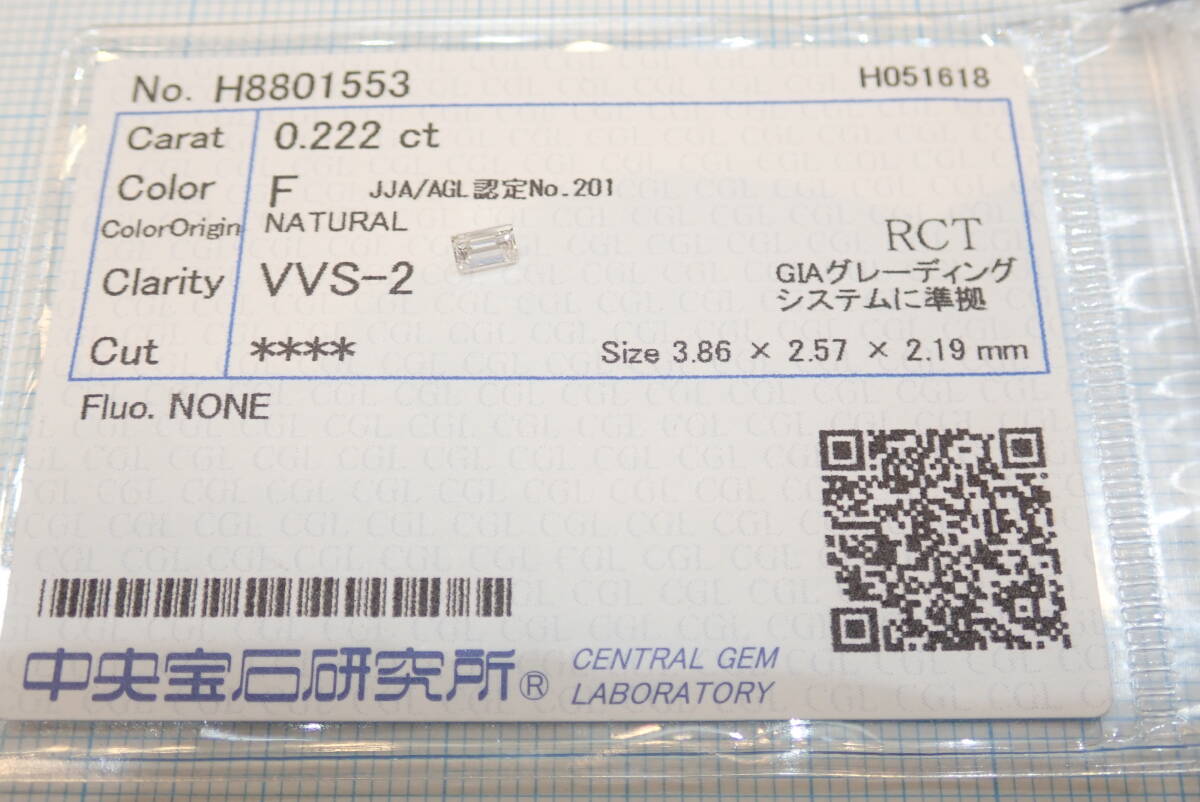 No. H8801553 H051618
Carat 0.222 ct
Color F JJA/AGL認定No.201
ColorOrigin NATURAL
RCT
Clarity VVS-2
GIAグレーディング
システムに準拠
Cut ****
Size 3.86 × 2.57 × 2.19 mm
Fluo. NONE
中央宝石研究所® CENTRAL GEM
LABORATORY